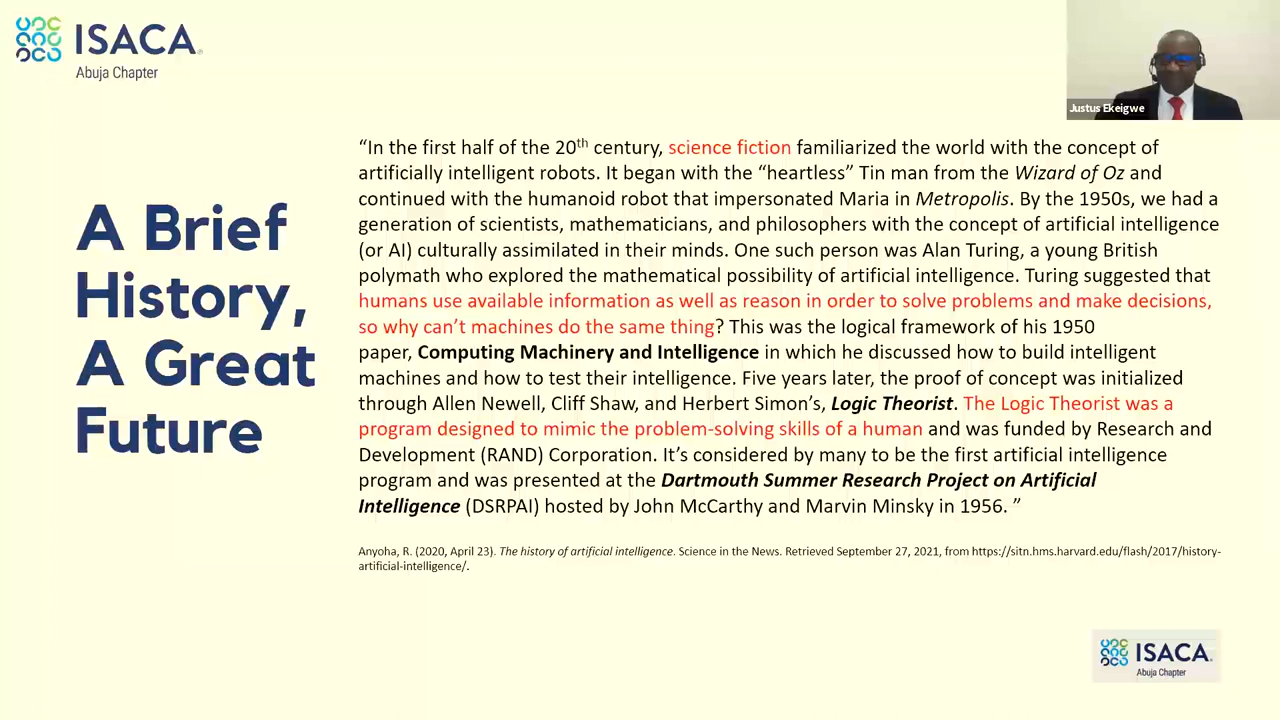 ISACA®
Abuja Chapter
Justus Ekeigwe
A Brief
History,
A Great
Future
“In the first half of the 20th century, science fiction familiarized the world with the concept of
artificially intelligent robots. It began with the “heartless” Tin man from the Wizard of Oz and
continued with the humanoid robot that impersonated Maria in Metropolis. By the 1950s, we had a
generation of scientists, mathematicians, and philosophers with the concept of artificial intelligence
(or AI) culturally assimilated in their minds. One such person was Alan Turing, a young British
polymath who explored the mathematical possibility of artificial intelligence. Turing suggested that
humans use available information as well as reason in order to solve problems and make decisions,
so why can’t machines do the same thing? This was the logical framework of his 1950
paper, Computing Machinery and Intelligence in which he discussed how to build intelligent
machines and how to test their intelligence. Five years later, the proof of concept was initialized
through Allen Newell, Cliff Shaw, and Herbert Simon’s, Logic Theorist. The Logic Theorist was a
program designed to mimic the problem-solving skills of a human and was funded by Research and
Development (RAND) Corporation. It’s considered by many to be the first artificial intelligence
program and was presented at the Dartmouth Summer Research Project on Artificial
Intelligence (DSRPAI) hosted by John McCarthy and Marvin Minsky in 1956. ”
Anyoha, R. (2020, April 23). The history of artificial intelligence. Science in the News. Retrieved September 27, 2021, from https://sitn.hms.harvard.edu/flash/2017/history-
artificial-intelligence/.
ISACA.
Abuja Chapter